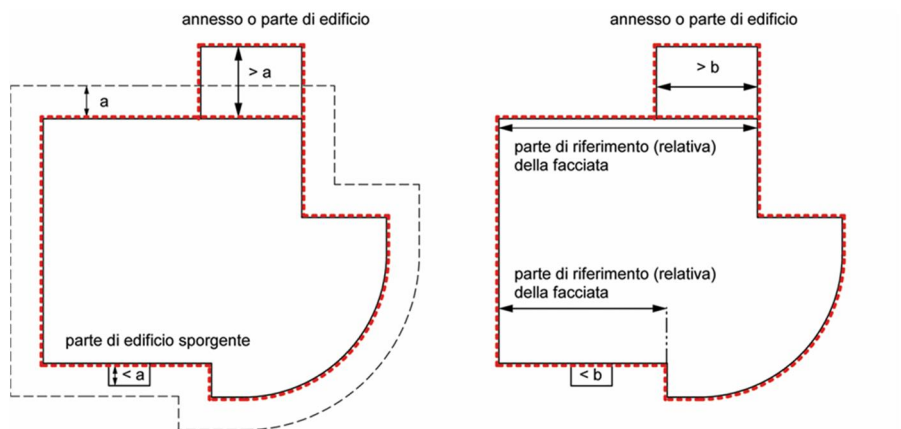 annesso o parte di edificio
> a
a
parte di edificio sporgente
< a
annesso o parte di edificio
> b
parte di riferimento (relativa)
della facciata
parte di riferimento (relativa)
della facciata
< b